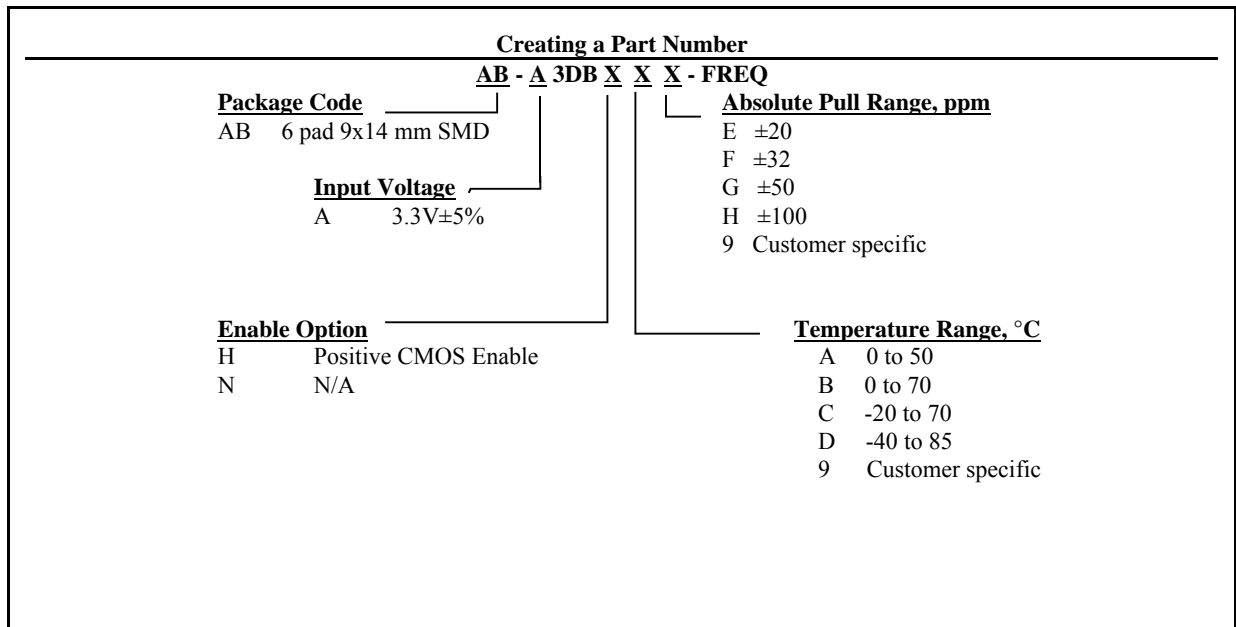 Creating a Part Number
AB - A 3DB X X X - FREQ
Package Code
AB 6 pad 9x14 mm SMD
Input Voltage
A 3.3V±5%
Absolute Pull Range, ppm
E ±20
F ±32
G ±50
H ±100
9 Customer specific
Enable Option
H Positive CMOS Enable
N N/A
Temperature Range, °C
A 0 to 50
B 0 to 70
C -20 to 70
D -40 to 85
9 Customer specific